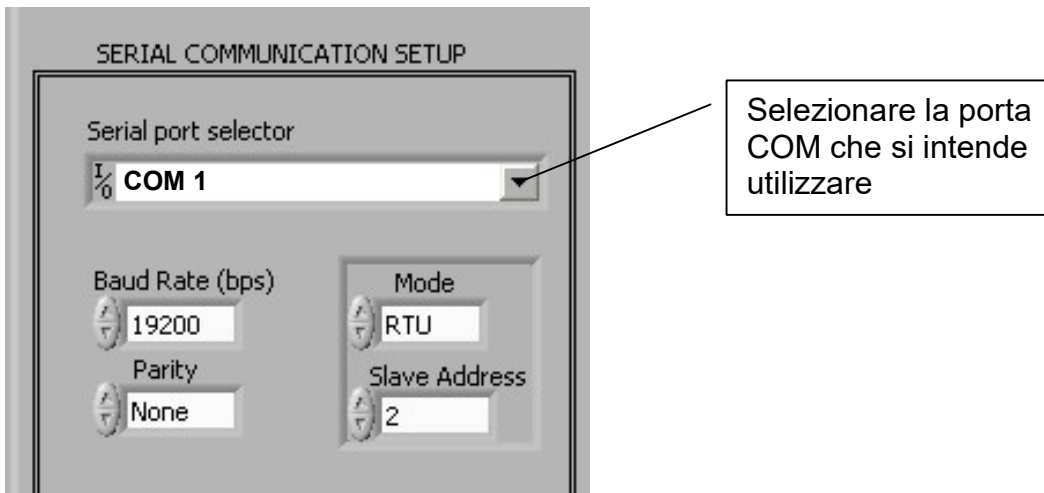 SERIAL COMMUNICATION SETUP
Serial port selector
I/O COM 1
Selezionare la porta
COM che si intende
utilizzare
Baud Rate (bps)
19200
Parity
None
Mode
RTU
Slave Address
2